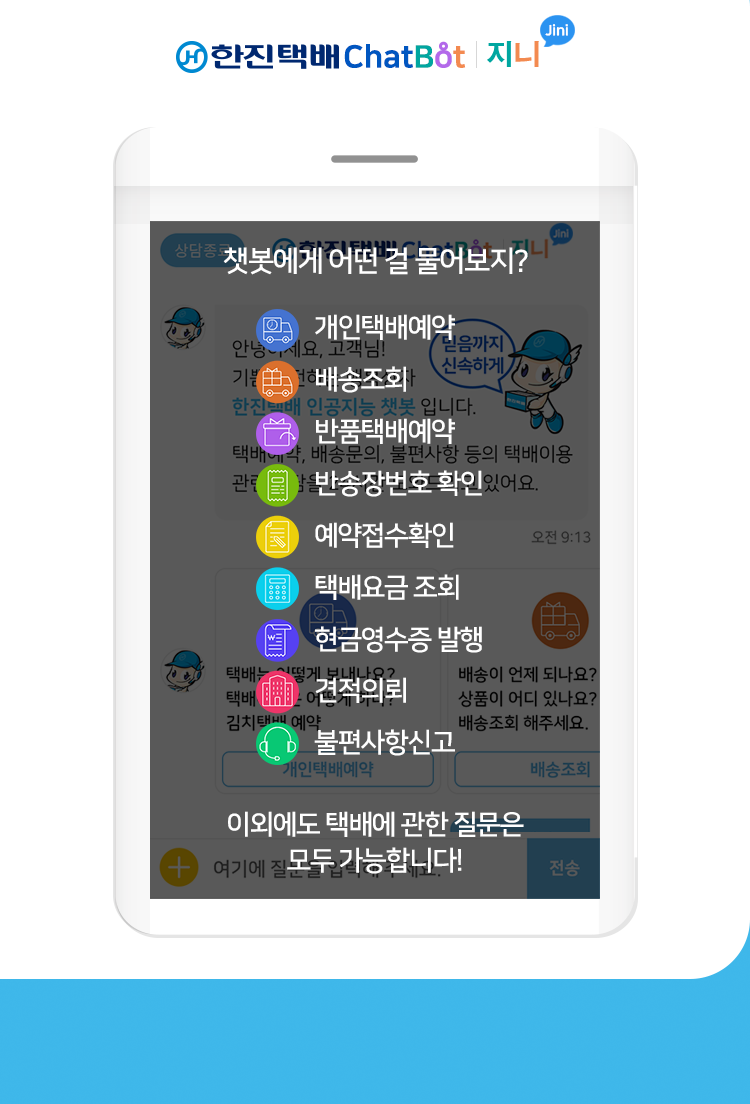 한진택배 ChatBot 지니 Jini
상담종료
한진택배 ChatBot 지니 Jini
챗봇에게 어떤 걸 물어보지?
개인택배예약
배송조회
반품택배예약
반송장번호 확인
예약접수확인
택배요금 조회
현금영수증 발행
견적의뢰
불편사항신고
이외에도 택배에 관한 질문은
모두 가능합니다!
믿음까지
신속하게
고객님!
한진택배 인공지능 챗봇 입니다.
배송문의, 불편사항 등의 택배이용
있어요.
오전 9:13
택배는 어떻게 보내나요?
김치택배 예약
개인택배예약
배송이 언제 되나요?
상품이 어디 있나요?
배송조회 해주세요.
배송조회
여기에 질문을 입력해주세요.
전송